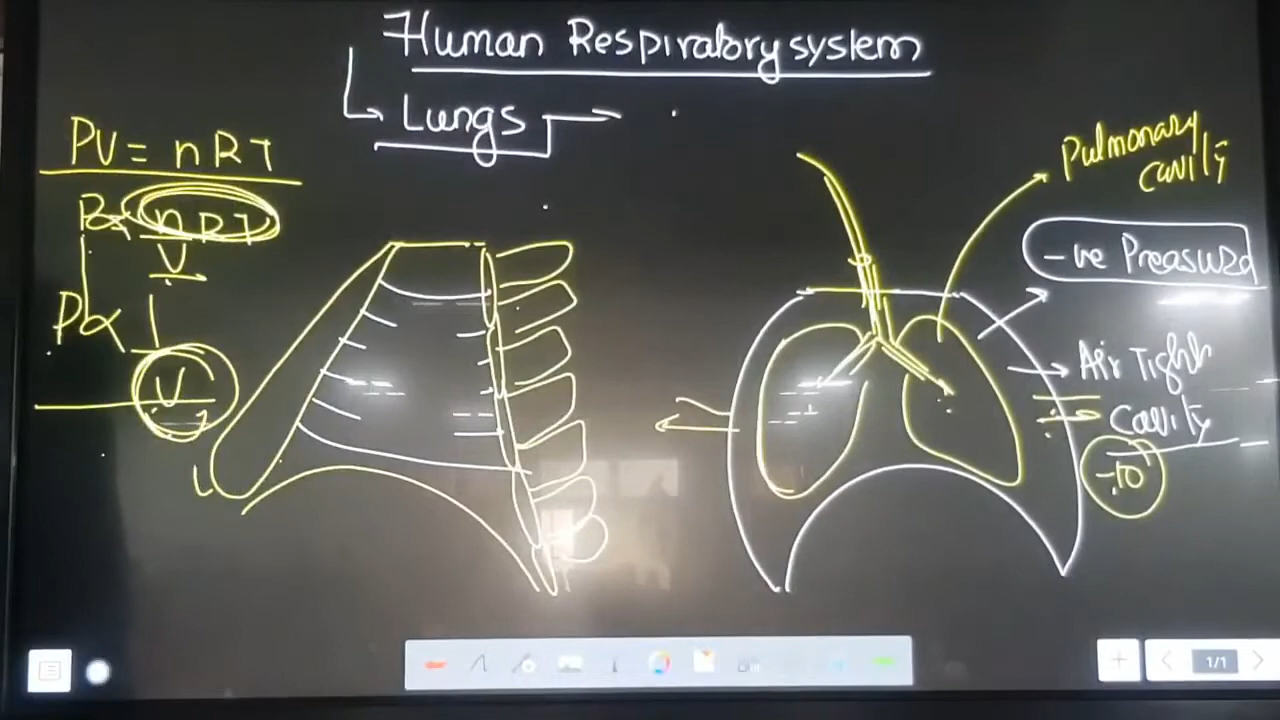 Human Respiratory system
Lungs
PV = nRT
P ∝ nRT
V
P ∝ 1
V
Pulmonary
cavity
-ve Preasure
Air Tight
cavity
-10
1/1